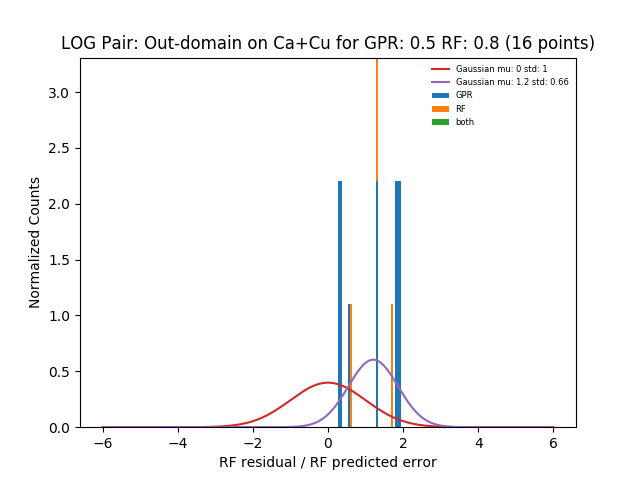 LOG Pair: Out-domain on Ca+Cu for GPR: 0.5 RF: 0.8 (16 points)
Gaussian mu: 0 std: 1
Gaussian mu: 1.2 std: 0.66
GPR
RF
both
Normalized Counts
3.0
2.5
2.0
1.5
1.0
0.5
0.0
−6 −4 −2 0 2 4 6
RF residual / RF predicted error